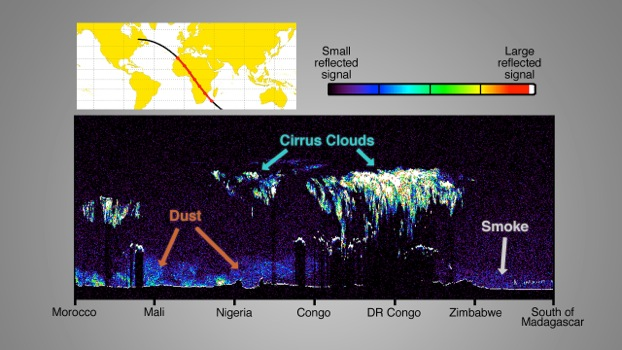 Small
reflected
signal
Large
reflected
signal
Cirrus Clouds
Dust
Smoke
Morocco
Mali
Nigeria
Congo
DR Congo
Zimbabwe
South of
Madagascar